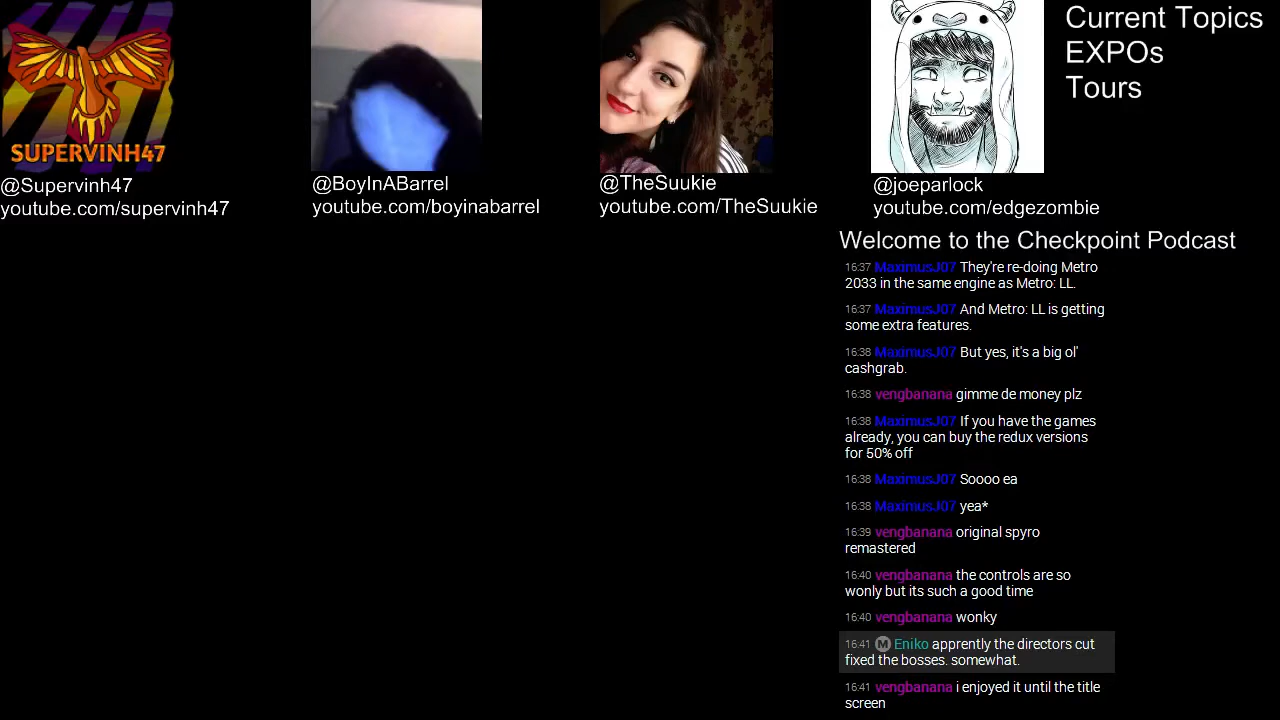 SUPERVINH47
@Supervinh47
youtube.com/supervinh47
@BoyInABarrel
youtube.com/boyinabarrel
@TheSuukie
youtube.com/TheSuukie
@joeparlock
youtube.com/edgezombie
Current Topics
EXPOs
Tours
Welcome to the Checkpoint Podcast
16:37 MaximusJ07 They're re-doing Metro
2033 in the same engine as Metro: LL.
16:37 MaximusJ07 And Metro: LL is getting
some extra features.
16:38 MaximusJ07 But yes, it's a big ol'
cashgrab.
16:38 vengbanana gimme de money plz
16:38 MaximusJ07 If you have the games
already, you can buy the redux versions
for 50% off
16:38 MaximusJ07 Soooo ea
16:38 MaximusJ07 yea*
16:39 vengbanana original spyro
remastered
16:40 vengbanana the controls are so
wonly but its such a good time
16:40 vengbanana wonky
16:41 M Eniko apprently the directors cut
fixed the bosses. somewhat.
16:41 vengbanana i enjoyed it until the title
screen